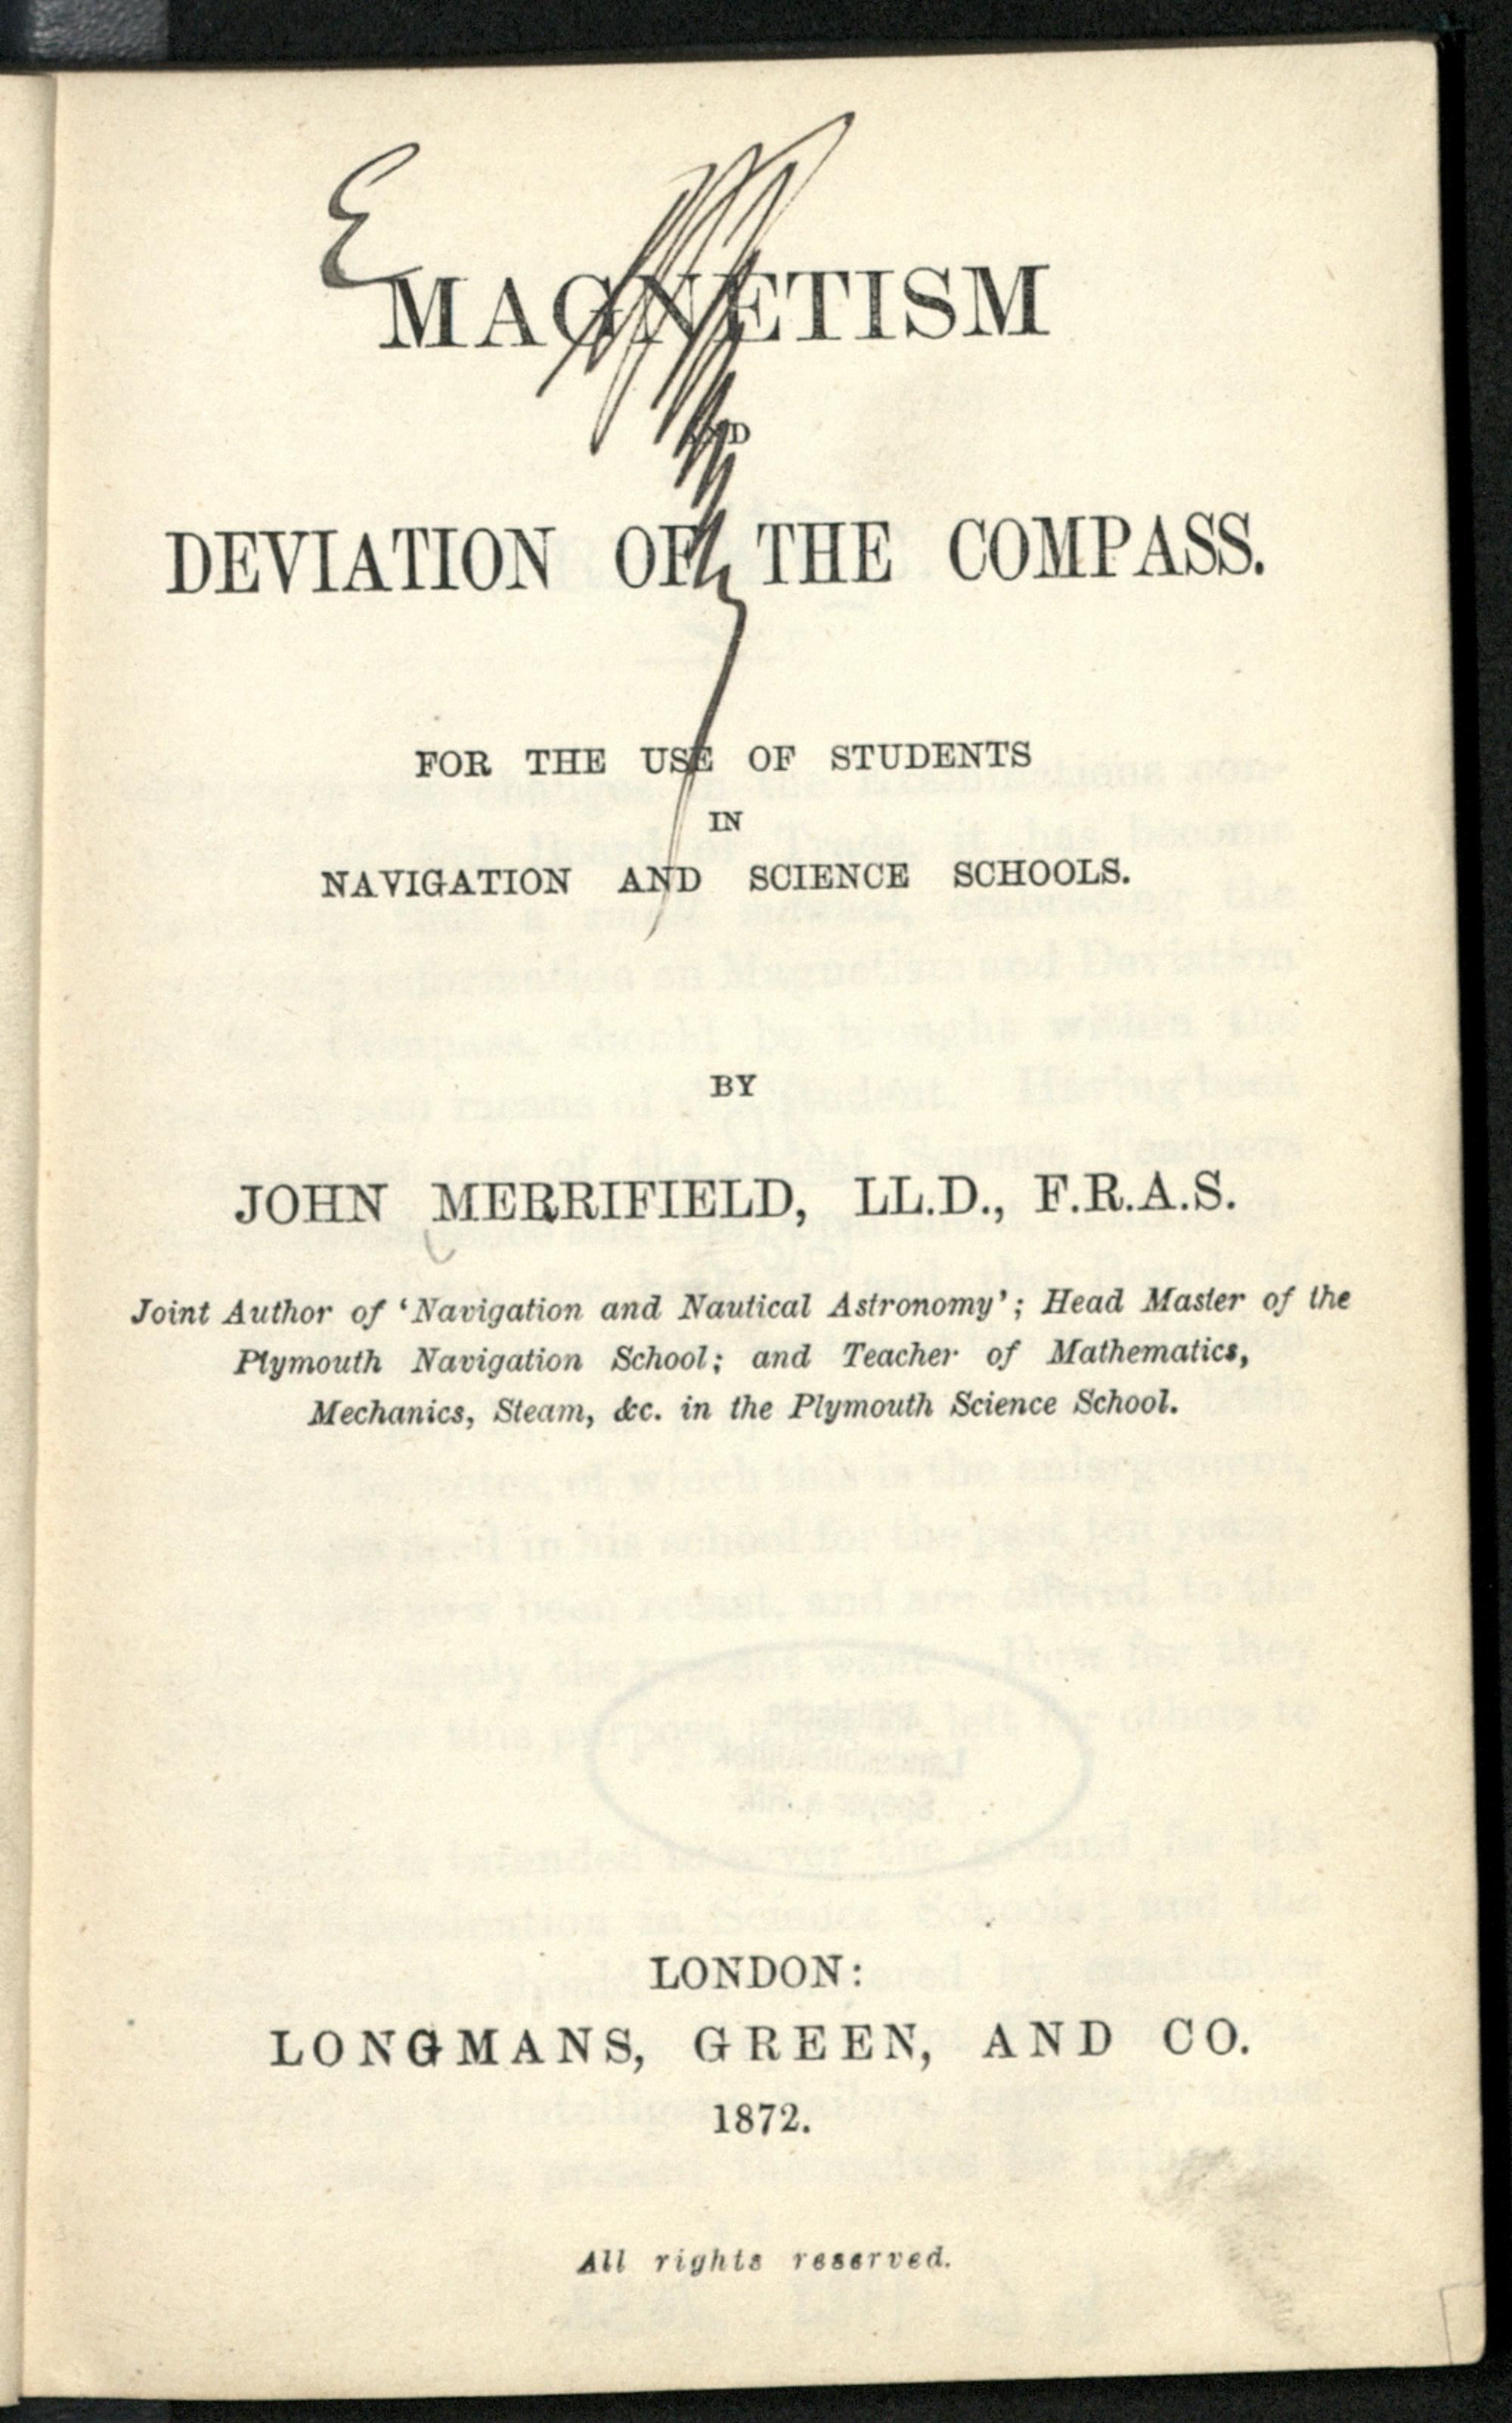 E
MAGNETISM
AND
DEVIATION OF THE COMPASS.
FOR THE USE OF STUDENTS
IN
NAVIGATION AND SCIENCE SCHOOLS.
BY
JOHN MERRIFIELD, LL.D., F.R.A.S.
Joint Author of ‘Navigation and Nautical Astronomy’; Head Master of the
Plymouth Navigation School; and Teacher of Mathematics,
Mechanics, Steam, &c. in the Plymouth Science School.
LONDON:
LONGMANS, GREEN, AND CO.
1872.
All rights reserved.